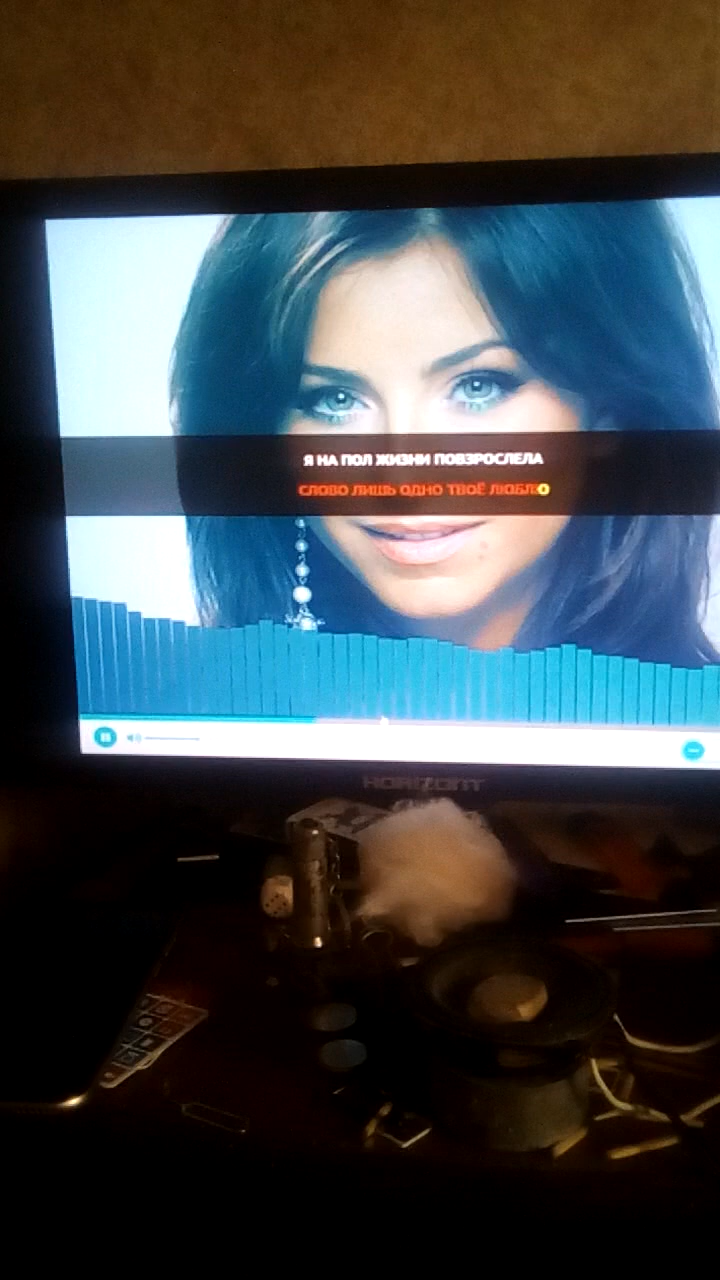 Я НА ПОЛ ЖИЗНИ ПОВЗРОСЛЕЛА
СЛОВО ЛИШЬ ОДНО ТВОЁ ЛЮБЛЮ
HORIZONT